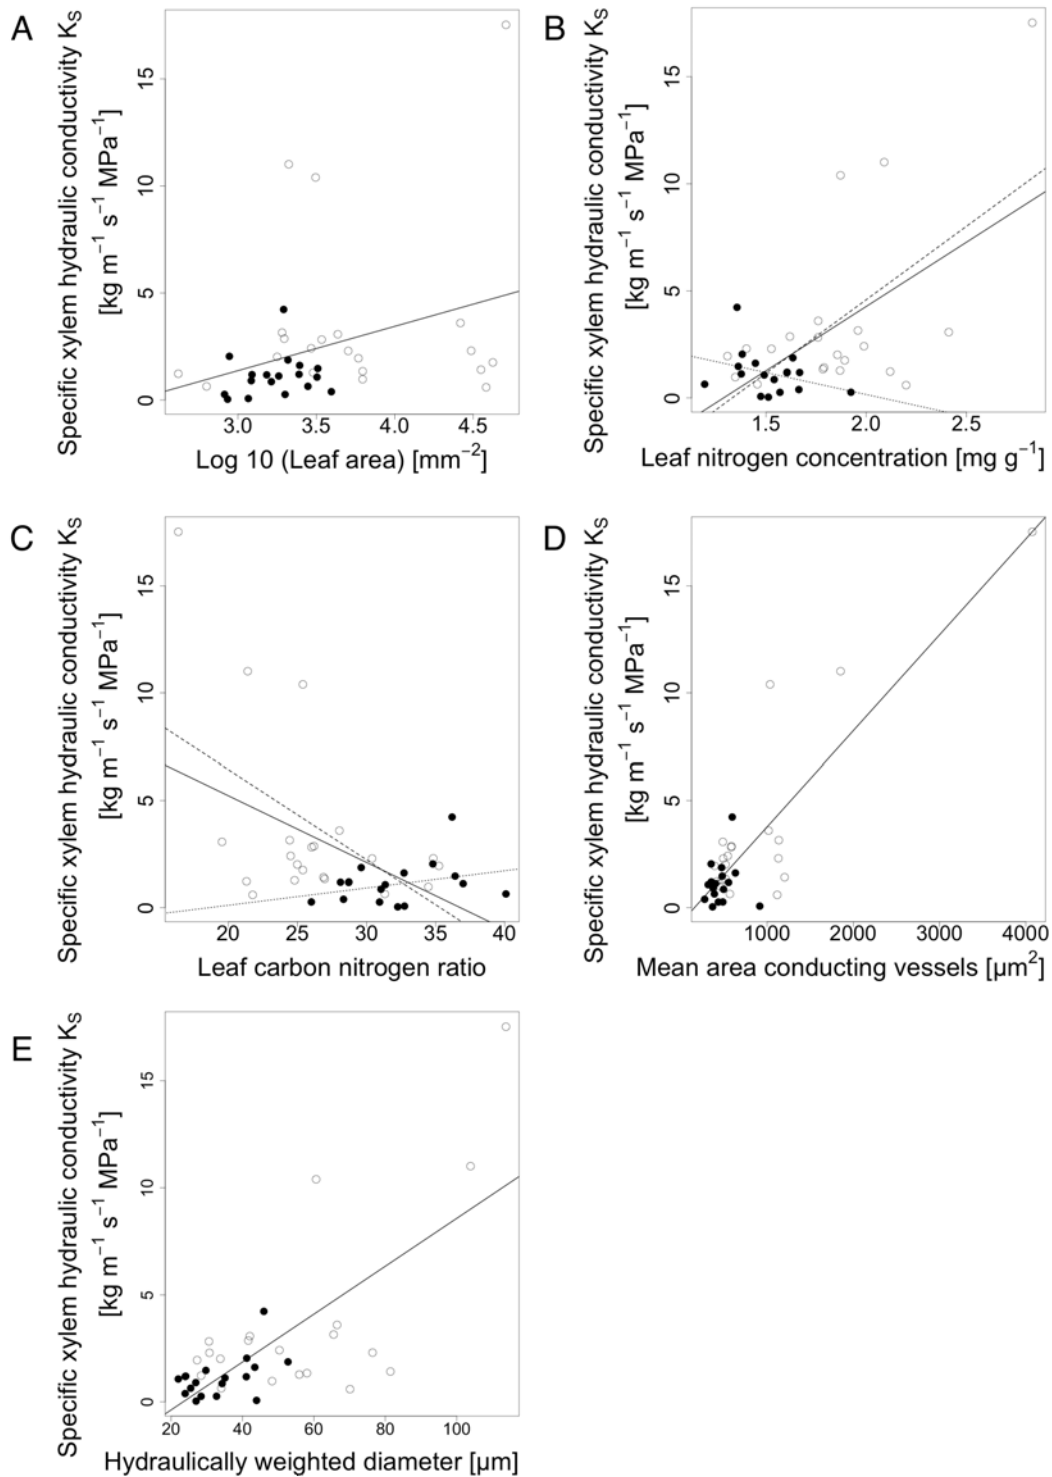 A
Specific xylem hydraulic conductivity KS
[kg m−1 s−1 MPa−1]
15
10
5
0
3.0 3.5 4.0 4.5
Log 10 (Leaf area) [mm−2]
B
Specific xylem hydraulic conductivity KS
[kg m−1 s−1 MPa−1]
15
10
5
0
1.5 2.0 2.5
Leaf nitrogen concentration [mg g−1]
C
Specific xylem hydraulic conductivity KS
[kg m−1 s−1 MPa−1]
15
10
5
0
20 25 30 35 40
Leaf carbon nitrogen ratio
D
Specific xylem hydraulic conductivity KS
[kg m−1 s−1 MPa−1]
15
10
5
0
1000 2000 3000 4000
Mean area conducting vessels [µm2]
E
Specific xylem hydraulic conductivity KS
[kg m−1 s−1 MPa−1]
15
10
5
0
20 40 60 80 100
Hydraulically weighted diameter [µm]